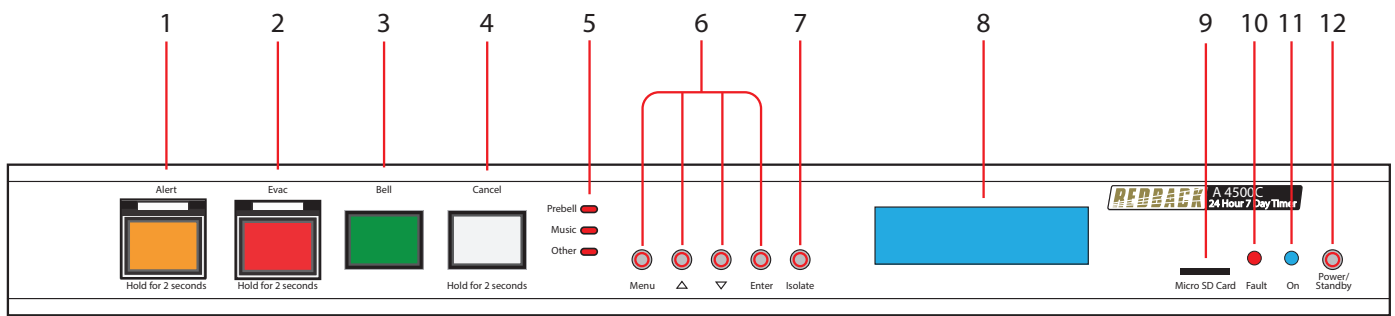 1 2 3 4 5 6 7 8 9 10 11 12
Alert Evac Bell Cancel
REDBACK A 4500C
24 Hour 7 Day Timer
Prebell
Music
Other
Hold for 2 seconds Hold for 2 seconds Hold for 2 seconds
Menu △ ▽ Enter Isolate
Micro SD Card Fault On Power/
Standby